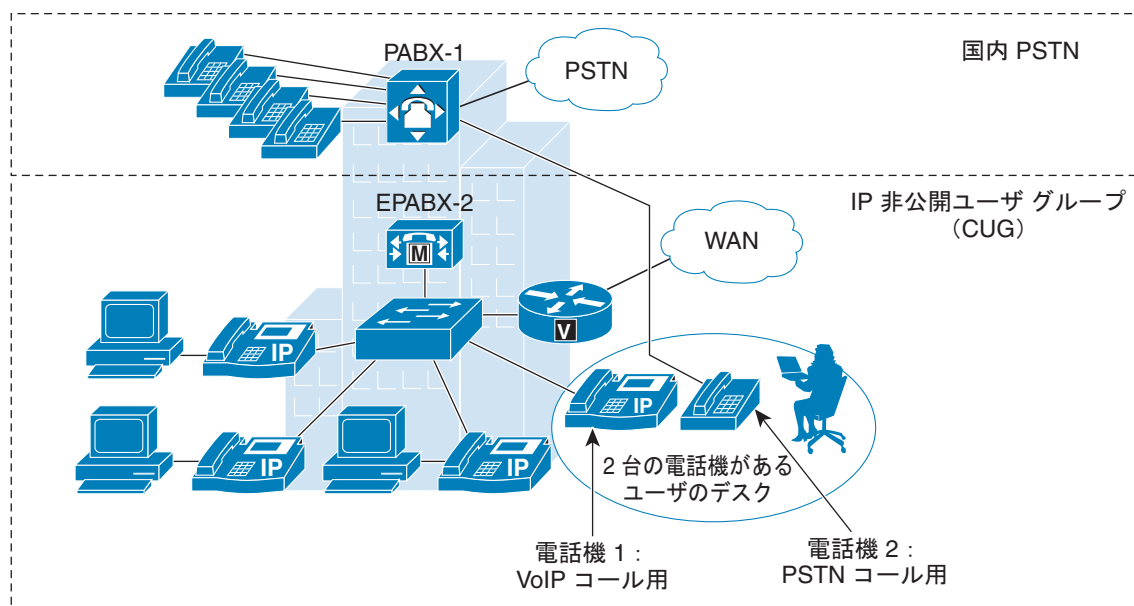 PABX-1
PSTN
国内 PSTN
EPABX-2
M
IP 非公開ユーザ グループ
（CUG）
WAN
V
IP
IP
IP
IP
2 台の電話機がある
ユーザのデスク
電話機 1：
VoIP コール用
電話機 2：
PSTN コール用